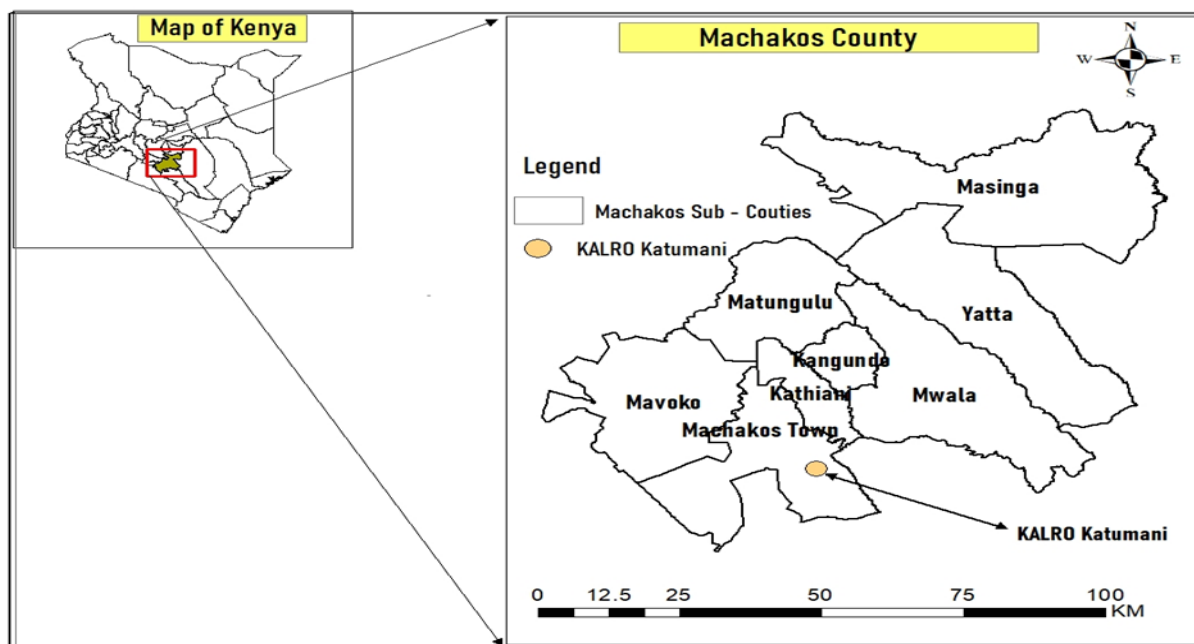 Map of Kenya
Machakos County
N
W E
S
Legend
Machakos Sub - Couties
KALRO Katumani
Masinga
Matungulu
Yatta
Kangundo
Kathiani
Mavoko
Mwala
Machakos Town
KALRO Katumani
0 12.5 25 50 75 100
KM